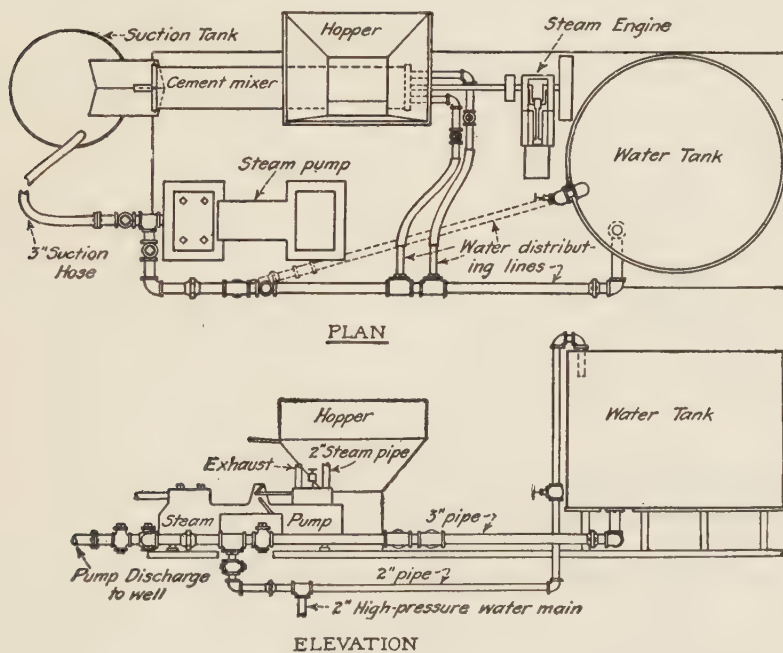 Suction Tank
Hopper
Steam Engine
Cement mixer
Water Tank
Steam pump
3" Suction
Hose
Water distribut-
ing lines
PLAN
Hopper
Water Tank
2" Steam pipe
Exhaust
Steam
Pump
3" pipe
Pump Discharge
to well
2" pipe
2" High-pressure water main
ELEVATION